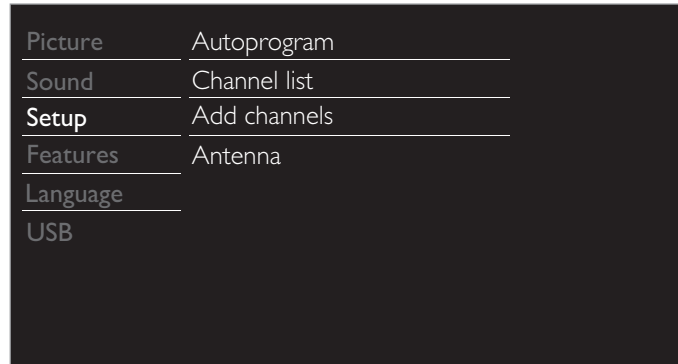 Picture
Sound
Setup
Features
Language
USB
Autoprogram
Channel list
Add channels
Antenna